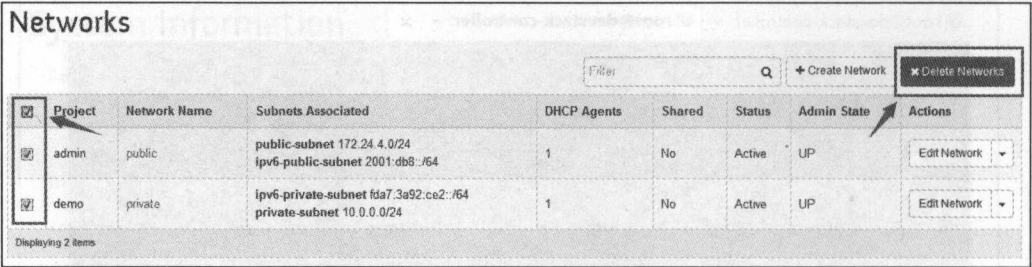 Networks
Filter
+ Create Network
× Delete Networks
Project Network Name Subnets Associated DHCP Agents Shared Status Admin State Actions
admin public public-subnet 172.24.4.0/24 1 No Active UP Edit Network
ipv6-public-subnet 2001:db8::/64
demo private ipv6-private-subnet fda7:3a92:ce2::/64 1 No Active UP Edit Network
private-subnet 10.0.0.0/24
Displaying 2 items